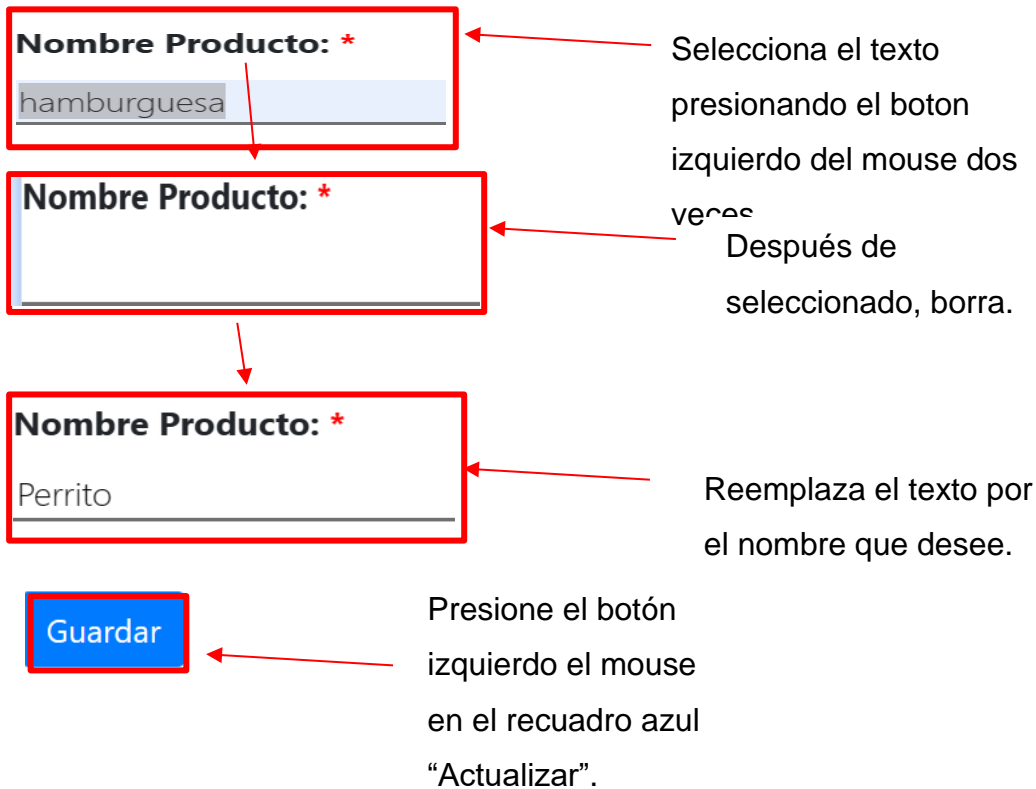 Nombre Producto: *
hamburguesa
Selecciona el texto
presionando el boton
izquierdo del mouse dos
veces
Nombre Producto: *
Después de
seleccionado, borra.
Nombre Producto: *
Perrito
Reemplaza el texto por
el nombre que desee.
Guardar
Presione el botón
izquierdo el mouse
en el recuadro azul
“Actualizar”.